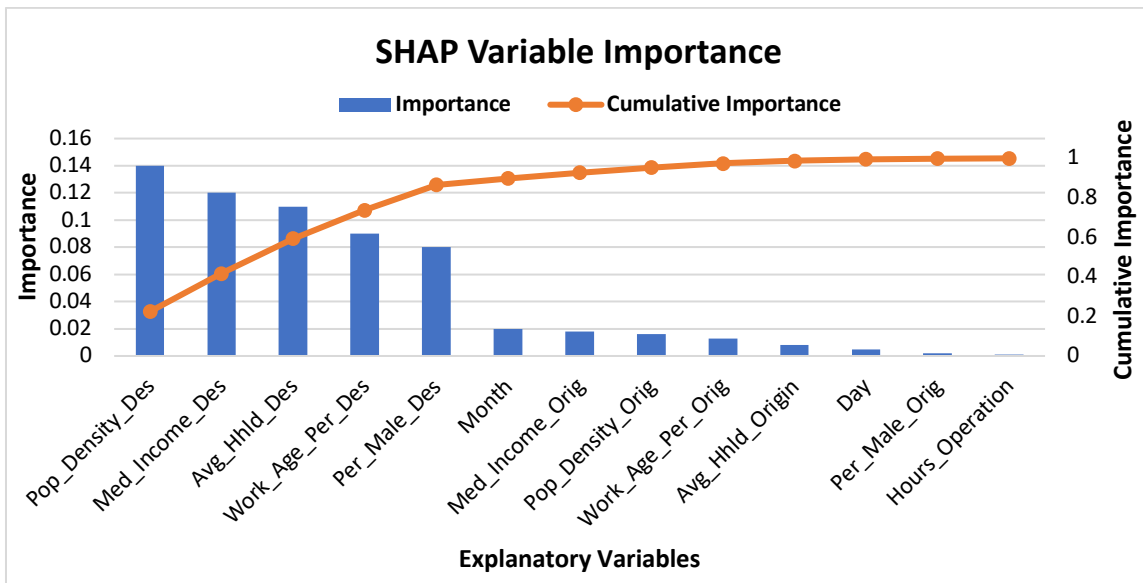 SHAP Variable Importance
Importance Cumulative Importance
Importance
0.16
0.14
0.12
0.1
0.08
0.06
0.04
0.02
0
1
0.8
0.6
0.4
0.2
0
Cumulative Importance
Pop_Density_Des
Med_Income_Des
Avg_Hhld_Des
Work_Age_Per_Des
Per_Male_Des
Month
Med_Income_Orig
Pop_Density_Orig
Work_Age_Per_Orig
Avg_Hhld_Origin
Day
Per_Male_Orig
Hours_Operation
Explanatory Variables